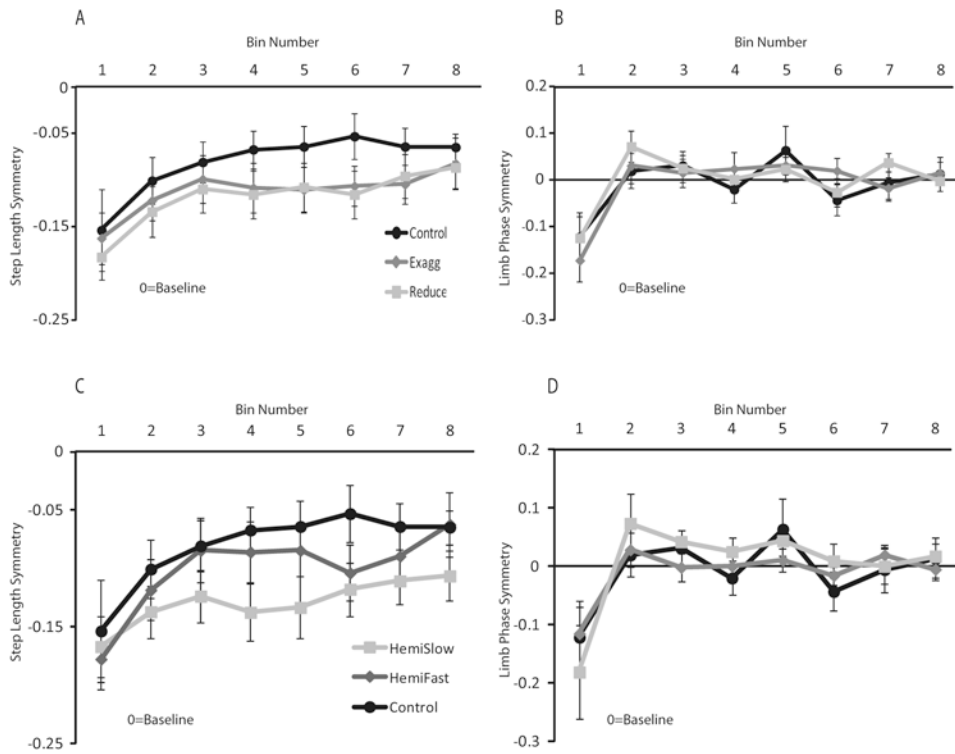 A
B
Bin Number
Bin Number
1 2 3 4 5 6 7 8
1 2 3 4 5 6 7 8
0
-0.05
-0.15
-0.25
Step Length Symmetry
Control
Exagg
Reduce
0=Baseline
0.2
0.1
0
-0.1
-0.2
-0.3
Limb Phase Symmetry
0=Baseline
C
D
Bin Number
Bin Number
1 2 3 4 5 6 7 8
1 2 3 4 5 6 7 8
0
-0.05
-0.15
-0.25
Step Length Symmetry
HemiSlow
HemiFast
Control
0=Baseline
0.2
0.1
0
-0.1
-0.2
-0.3
Limb Phase Symmetry
0=Baseline